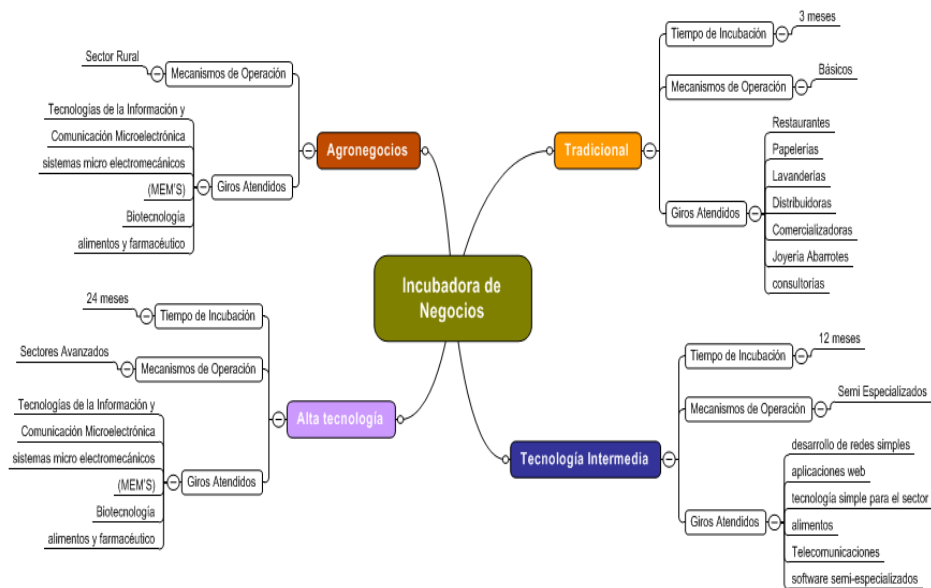 Incubadora de
Negocios
Agronegocios
Mecanismos de Operación
Sector Rural
Giros Atendidos
Tecnologías de la Información y
Comunicación Microelectrónica
sistemas micro electromecánicos
(MEM'S)
Biotecnología
alimentos y farmacéutico
Alta tecnología
Tiempo de Incubación
24 meses
Mecanismos de Operación
Sectores Avanzados
Giros Atendidos
Tecnologías de la Información y
Comunicación Microelectrónica
sistemas micro electromecánicos
(MEM'S)
Biotecnología
alimentos y farmacéutico
Tradicional
Tiempo de Incubación
3 meses
Mecanismos de Operación
Básicos
Giros Atendidos
Restaurantes
Papelerías
Lavanderías
Distribuidoras
Comercializadoras
Joyería Abarrotes
consultorias
Tecnología Intermedia
Tiempo de Incubación
12 meses
Mecanismos de Operación
Semi Especializados
Giros Atendidos
desarrollo de redes simples
aplicaciones web
tecnología simple para el sector
alimentos
Telecomunicaciones
software semi-especializados